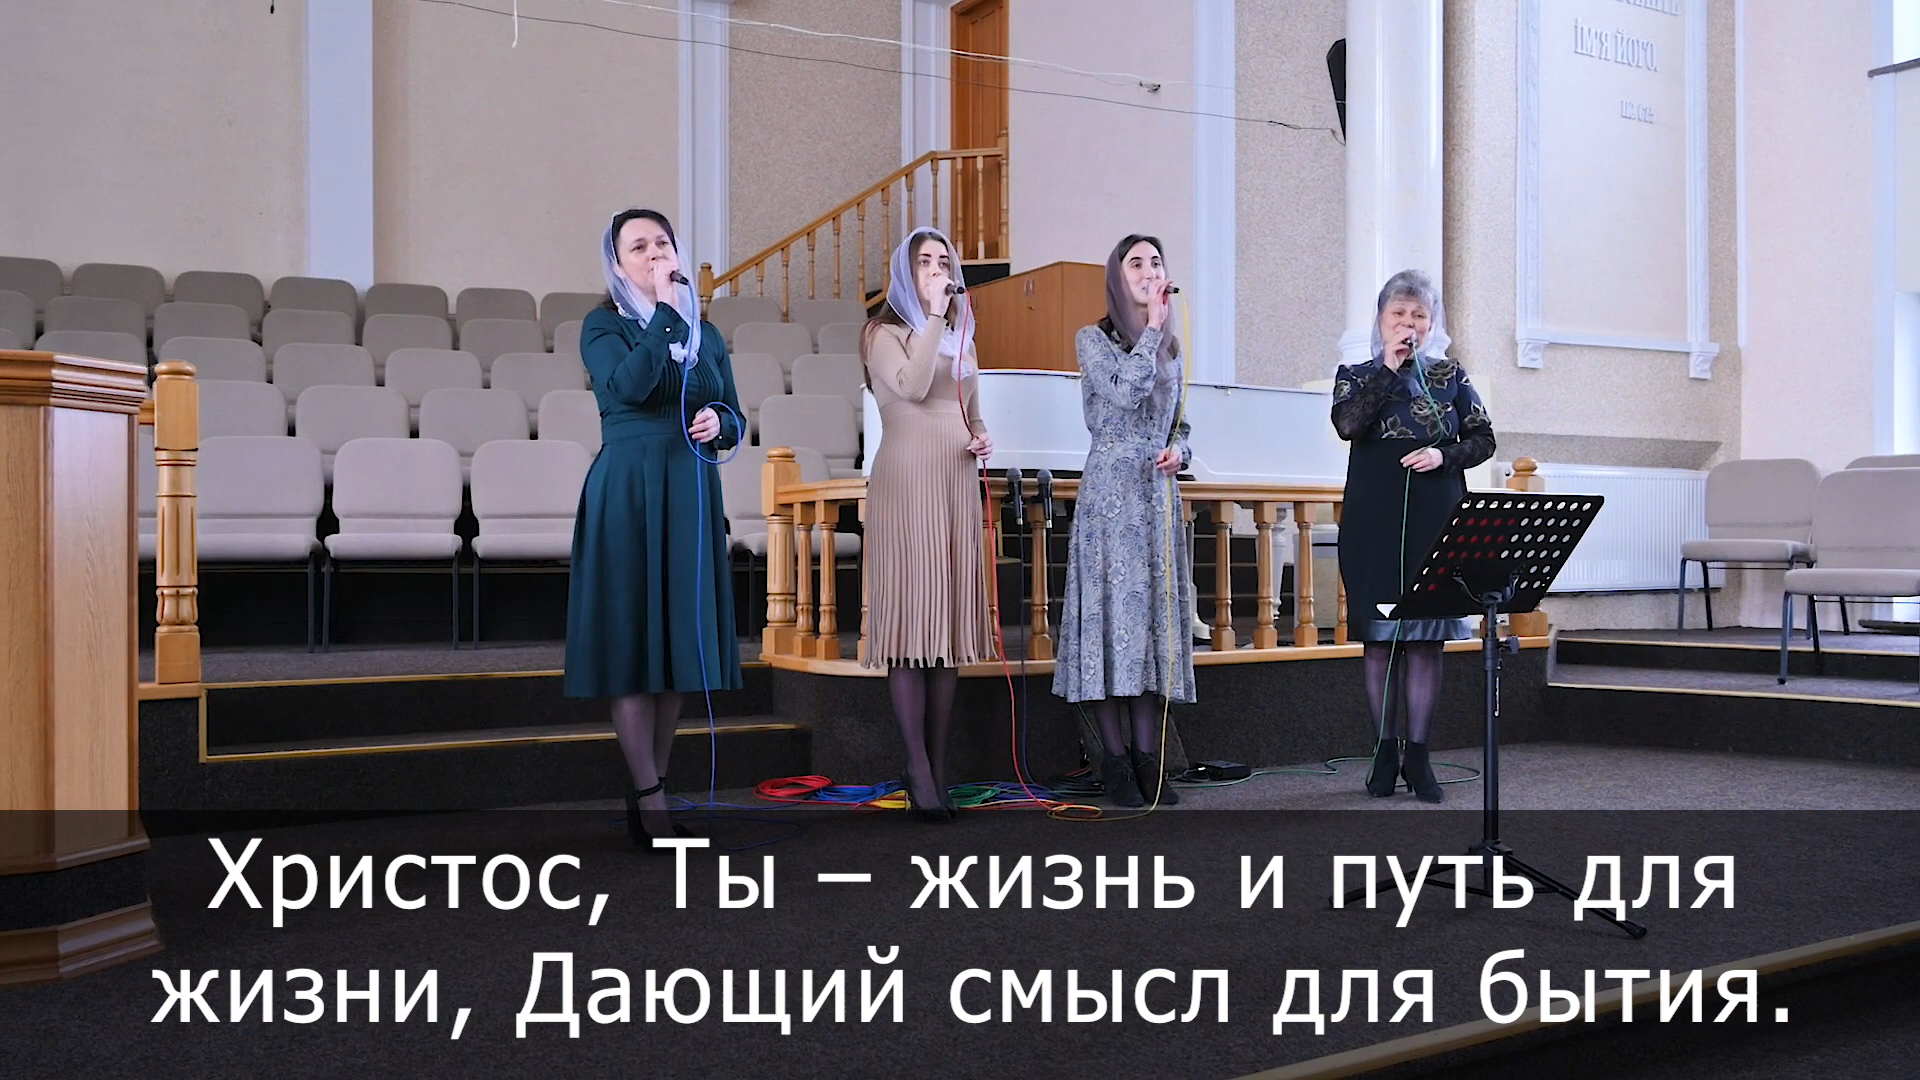 ІМ'Я ЙОГО.
Христос, Ты – жизнь и путь для
жизни, Дающий смысл для бытия.